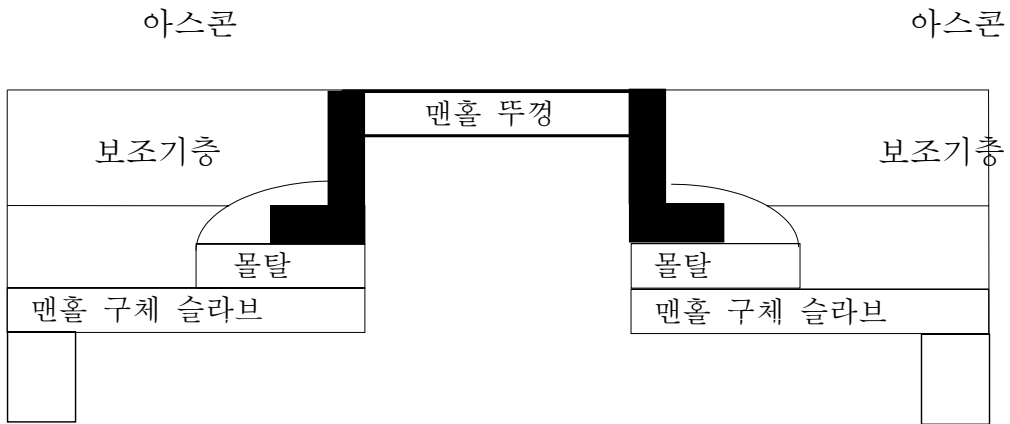 아스콘 아스콘
맨홀 뚜껑
보조기층 보조기층
몰탈 몰탈
맨홀 구체 슬라브 맨홀 구체 슬라브